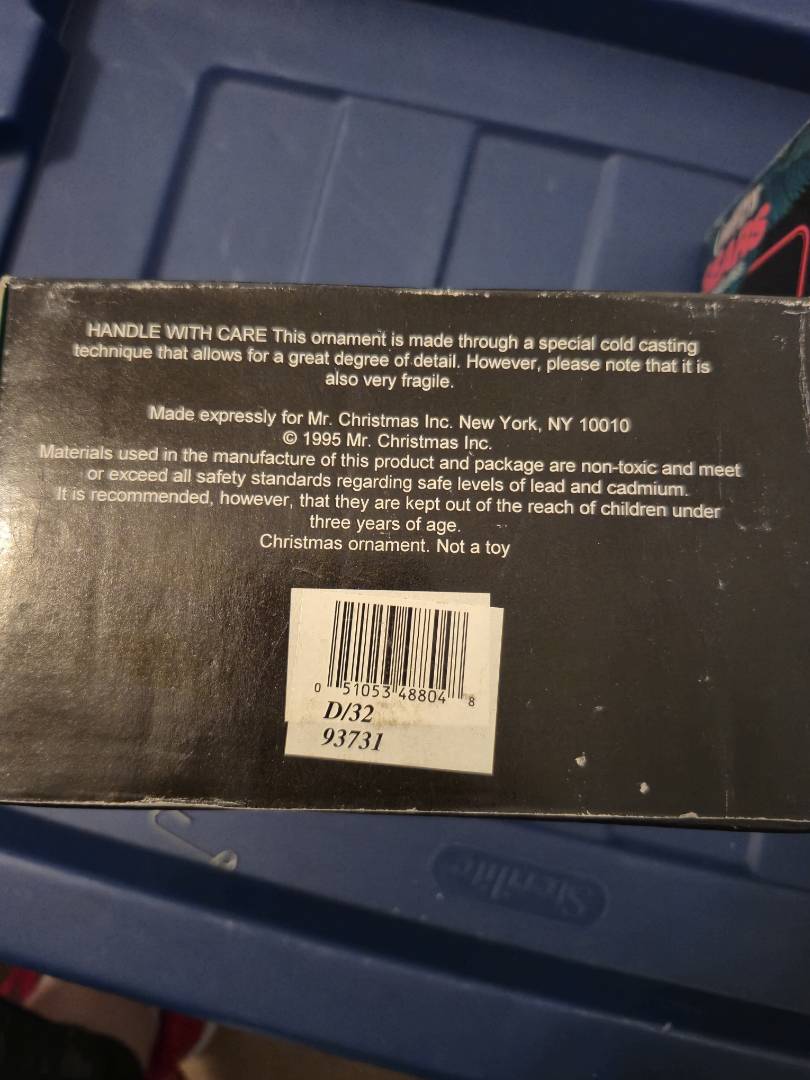 Care
BEARS
HANDLE WITH CARE This ornament is made through a special cold casting
technique that allows for a great degree of detail. However, please note that it is
also very fragile.
Made expressly for Mr. Christmas Inc. New York, NY 10010
© 1995 Mr. Christmas Inc.
Materials used in the manufacture of this product and package are non-toxic and meet
or exceed all safety standards regarding safe levels of lead and cadmium.
It is recommended, however, that they are kept out of the reach of children under
three years of age.
Christmas ornament. Not a toy
0 51053 48804 8
D/32
93731
Sterilite